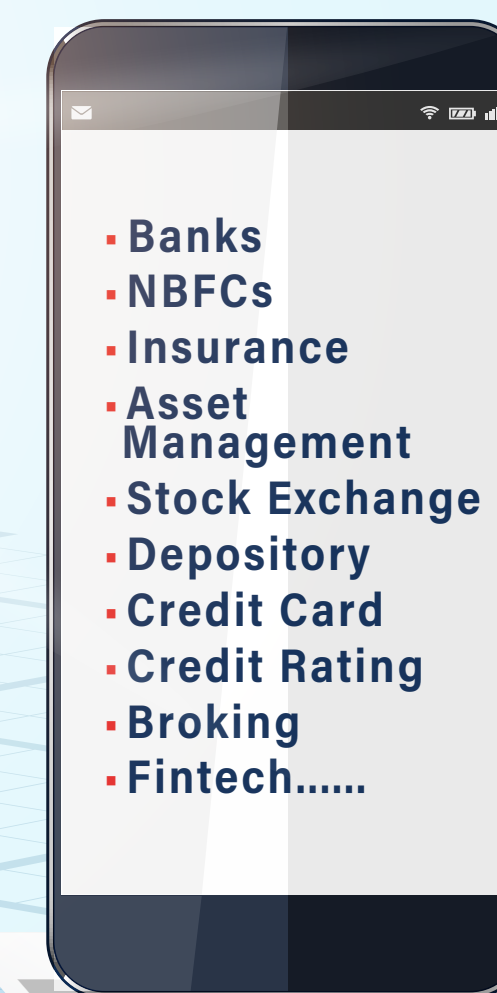 ▪ Banks
▪ NBFCs
▪ Insurance
▪ Asset
Management
▪ Stock Exchange
▪ Depository
▪ Credit Card
▪ Credit Rating
▪ Broking
▪ Fintech......